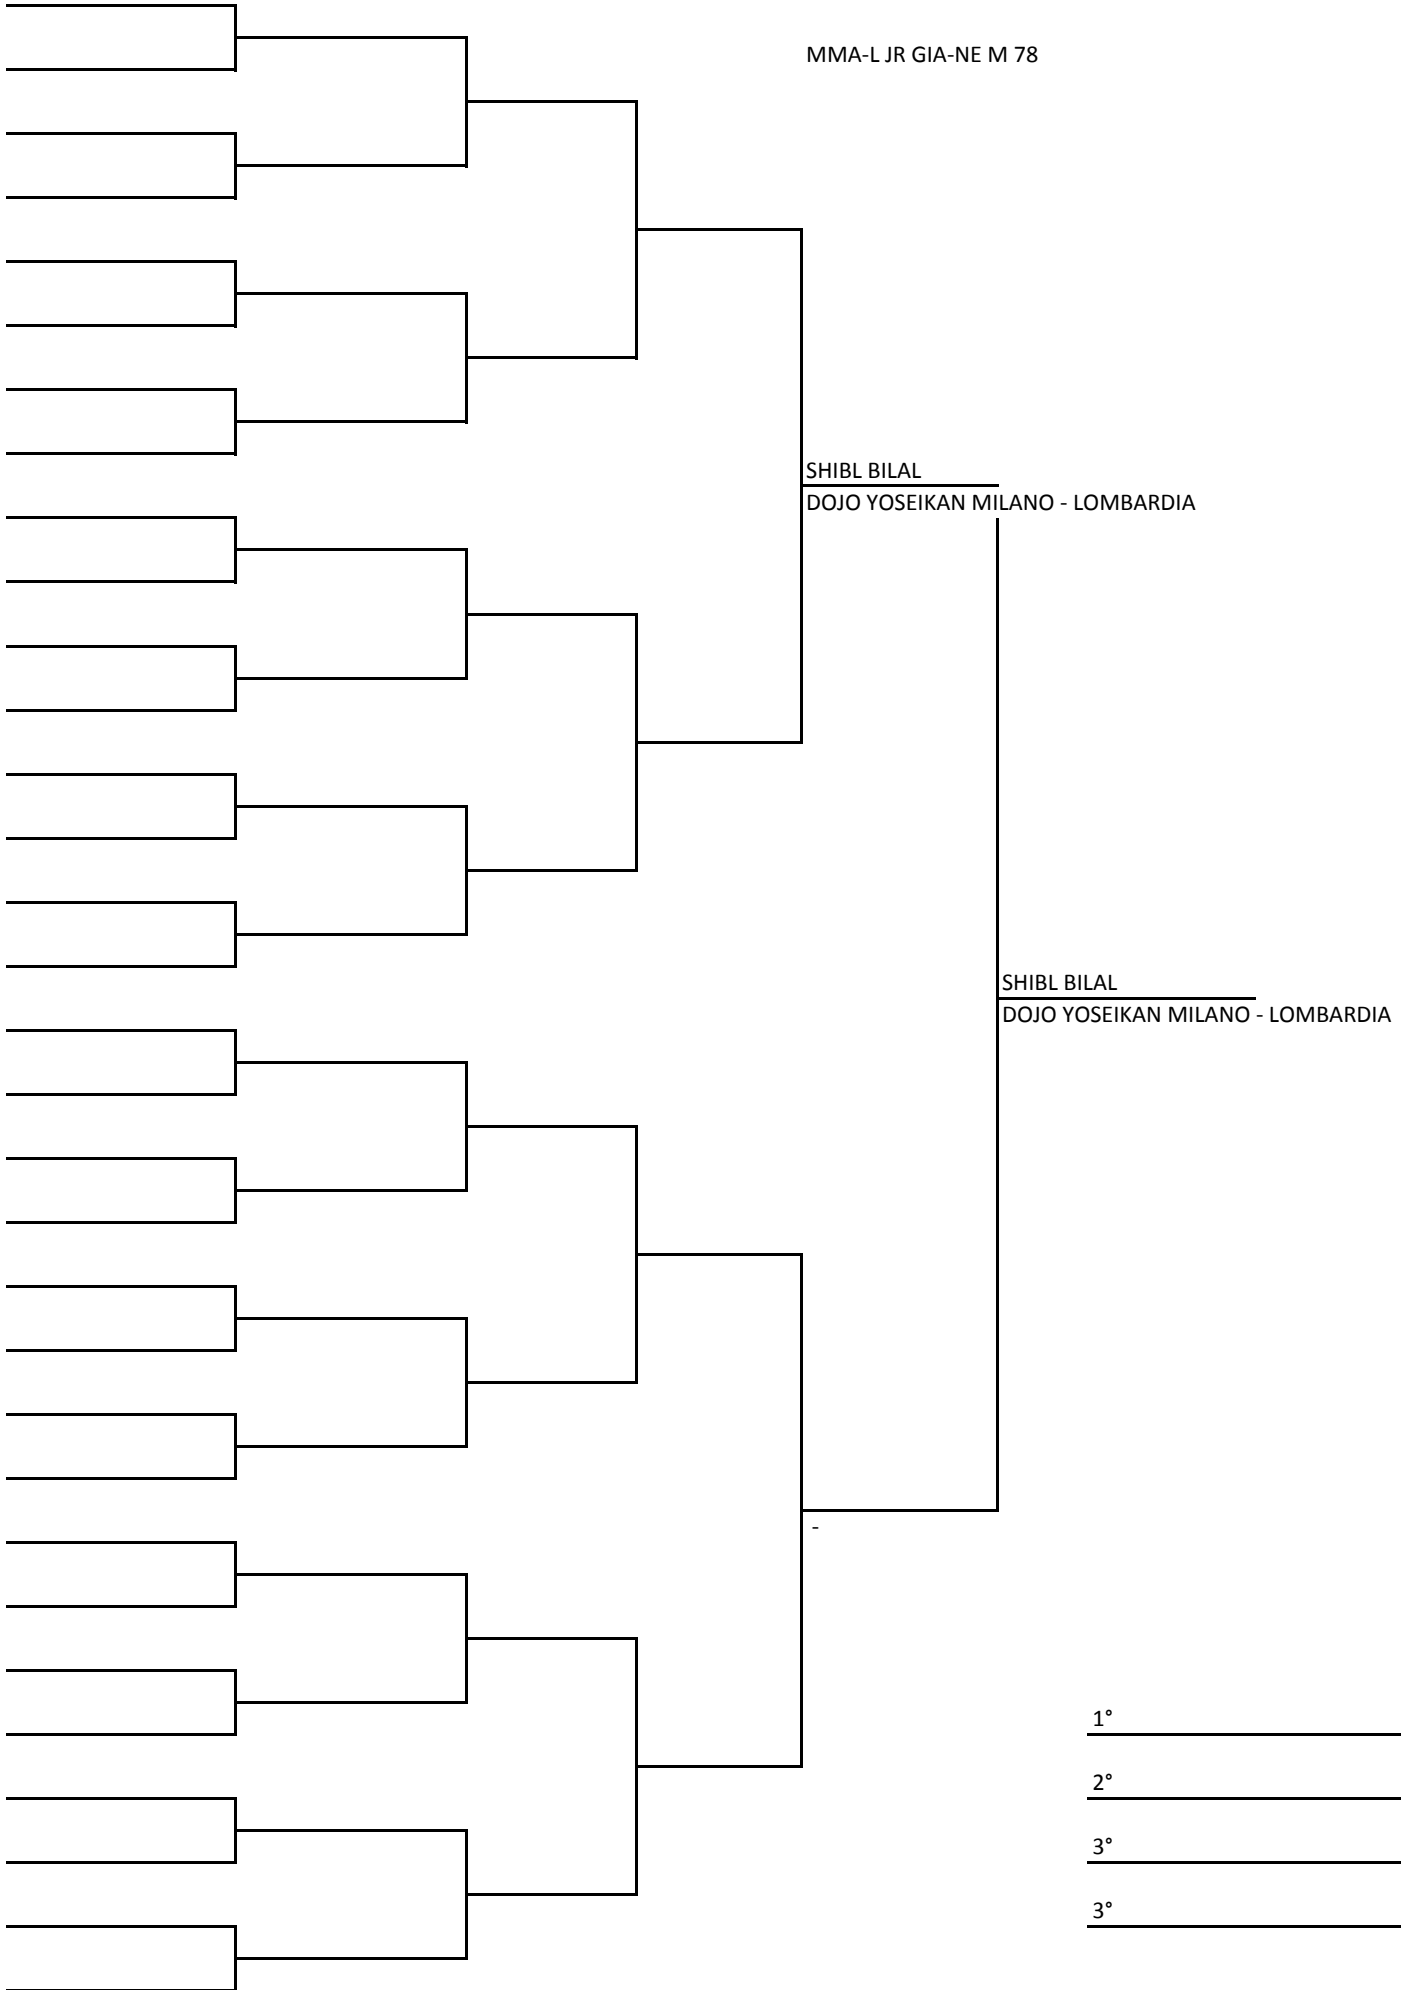 MMA-L JR GIA-NE M 78
SHIBL BILAL
DOJO YOSEIKAN MILANO - LOMBARDIA
SHIBL BILAL
DOJO YOSEIKAN MILANO - LOMBARDIA
-
1°
2°
3°
3°